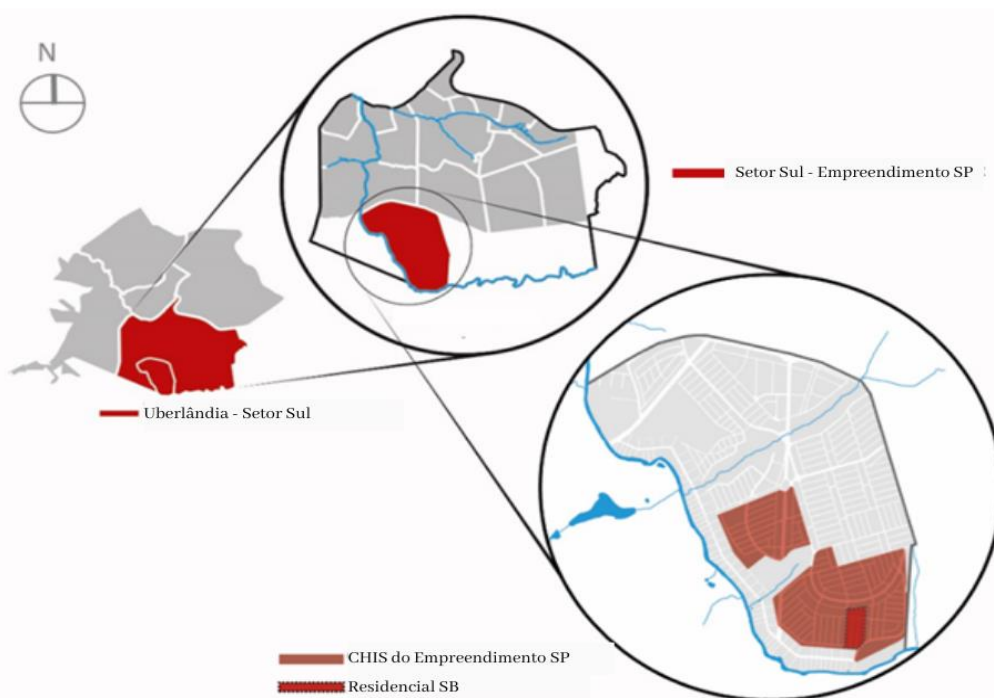 N
Setor Sul - Empreendimento SP
Uberlândia - Setor Sul
CHIS do Empreendimento SP
Residencial SB